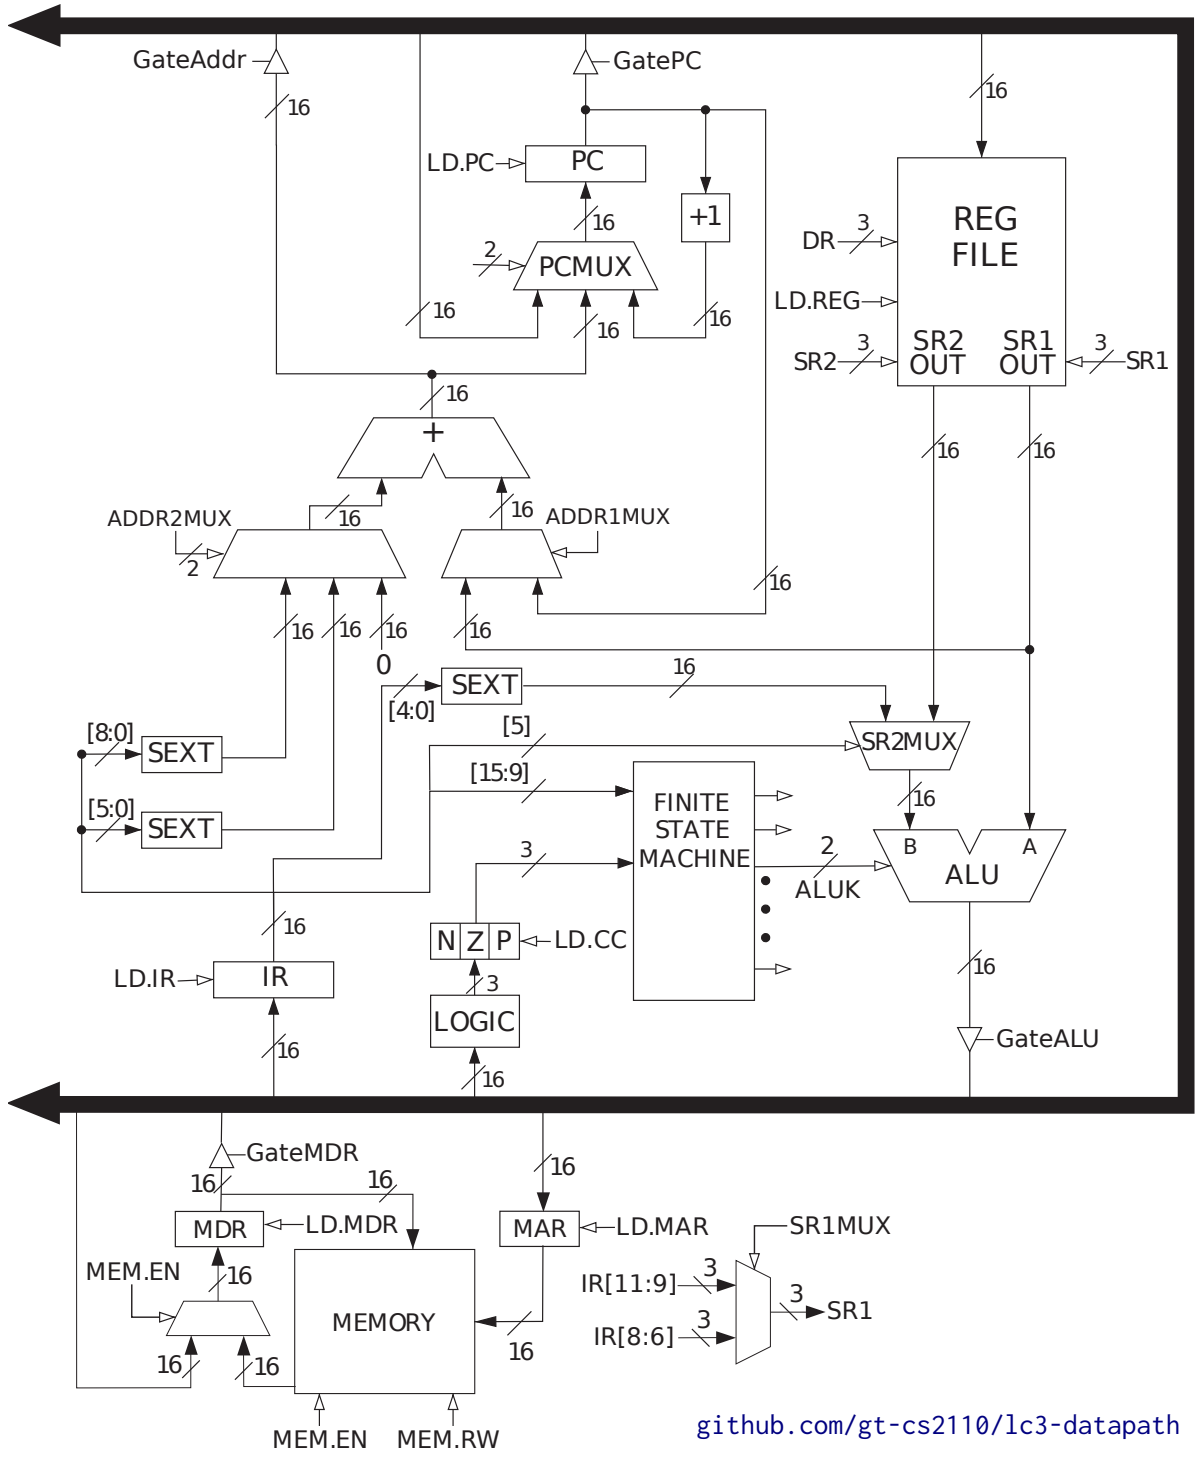 GateAddr
GatePC
16
16
LD.PC
PC
16
+1
2
PCMUX
16
16
16
REG
FILE
DR
3
LD.REG
SR2
3
SR2
OUT
SR1
OUT
3
SR1
16
+
16
16
16
16
ADDR2MUX
2
ADDR1MUX
16
16
16
16
16
0
[4:0]
SEXT
16
[8:0]
SEXT
[5]
SR2MUX
[15:9]
16
[5:0]
SEXT
FINITE
STATE
MACHINE
3
2
ALUK
B
A
ALU
16
N Z P
LD.CC
16
LD.IR
IR
3
LOGIC
GateALU
16
16
GateMDR
16
16
16
MDR
LD.MDR
MAR
LD.MAR
SR1MUX
MEM.EN
16
IR[11:9]
3
3
SR1
MEMORY
IR[8:6]
3
16
16
16
MEM.EN
MEM.RW
github.com/gt-cs2110/lc3-datapath